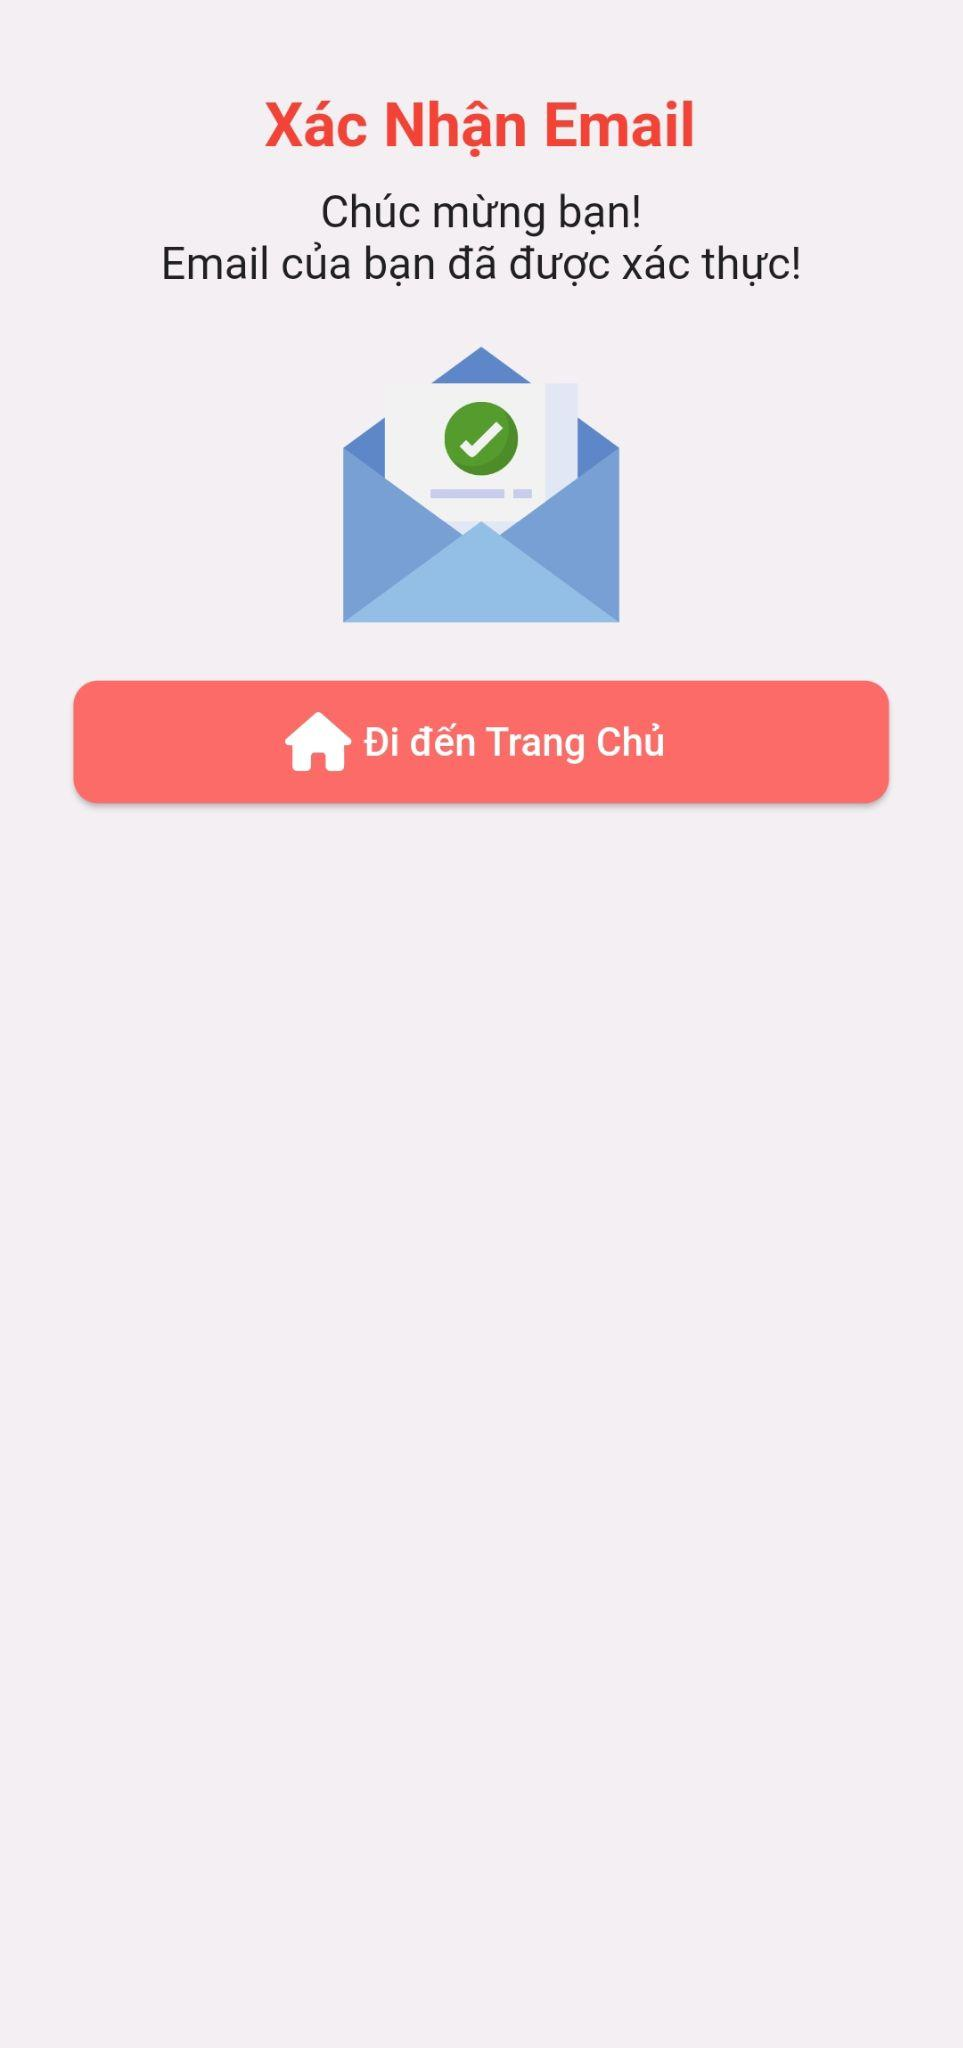 Xác Nhận Email
Chúc mừng bạn!
Email của bạn đã được xác thực!
Đi đến Trang Chủ